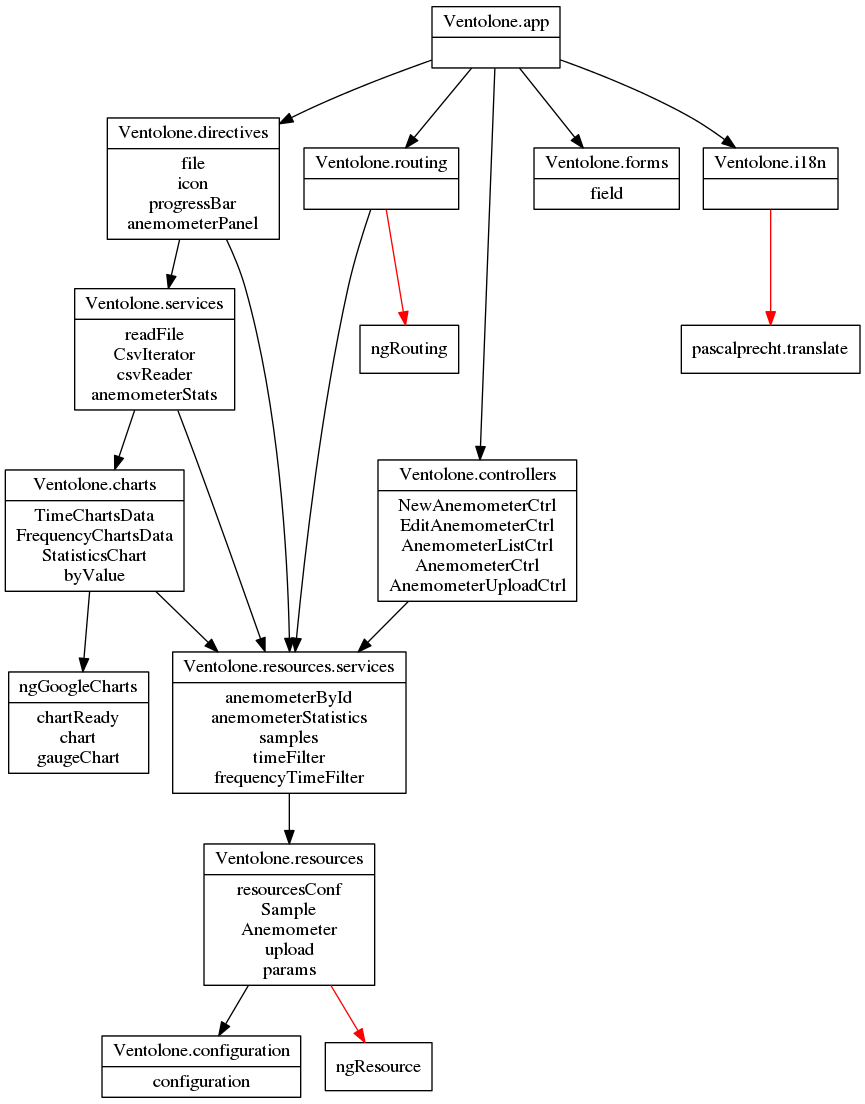 Ventolone.app
Ventolone.directives
file
icon
progressBar
anemometerPanel
Ventolone.routing
Ventolone.forms
field
Ventolone.i18n
Ventolone.services
readFile
CsvIterator
csvReader
anemometerStats
ngRouting
pascalprecht.translate
Ventolone.charts
TimeChartsData
FrequencyChartsData
StatisticsChart
byValue
Ventolone.controllers
NewAnemometerCtrl
EditAnemometerCtrl
AnemometerListCtrl
AnemometerCtrl
AnemometerUploadCtrl
ngGoogleCharts
chartReady
chart
gaugeChart
Ventolone.resources.services
anemometerById
anemometerStatistics
samples
timeFilter
frequencyTimeFilter
Ventolone.resources
resourcesConf
Sample
Anemometer
upload
params
Ventolone.configuration
configuration
ngResource